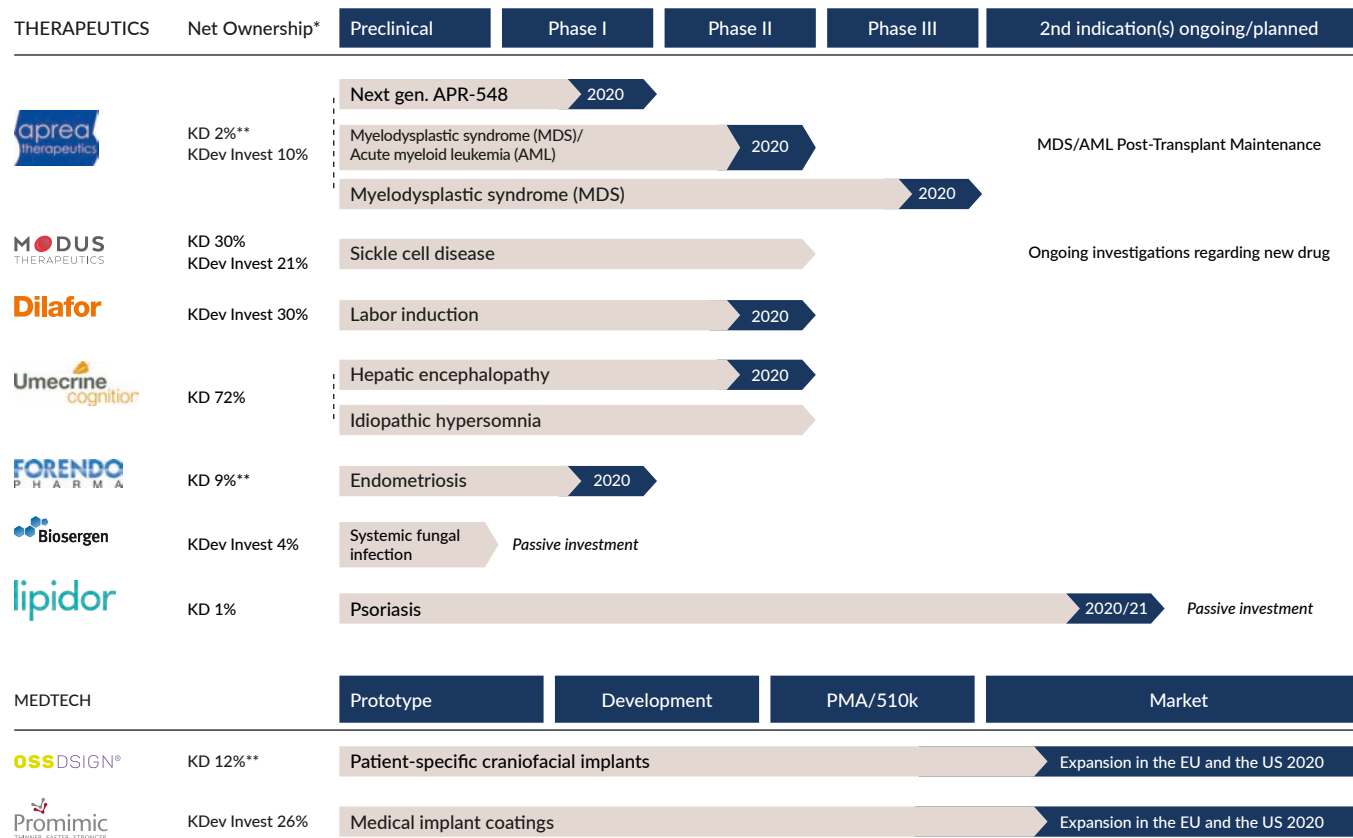 THERAPEUTICS Net Ownership* Preclinical Phase I Phase II Phase III 2nd indication(s) ongoing/planned
aprea
therapeutics
KD 2%**
KDev Invest 10%
Next gen. APR-548 2020
Myelodysplastic syndrome (MDS)/
Acute myeloid leukemia (AML)
2020
MDS/AML Post-Transplant Maintenance
Myelodysplastic syndrome (MDS) 2020
MODUS
THERAPEUTICS
KD 30%
KDev Invest 21%
Sickle cell disease
Ongoing investigations regarding new drug
Dilafor
KDev Invest 30%
Labor induction 2020
Umecrine
cognition
KD 72%
Hepatic encephalopathy 2020
Idiopathic hypersomnia
FORENDO
PHARMA
KD 9%**
Endometriosis 2020
Biosergen
KDev Invest 4%
Systemic fungal
infection
Passive investment
lipidor
KD 1%
Psoriasis 2020/21 Passive investment
MEDTECH Prototype Development PMA/510k Market
OSSDSIGN®
KD 12%**
Patient-specific craniofacial implants Expansion in the EU and the US 2020
Promimic
THINNER FASTER STRONGER
KDev Invest 26%
Medical implant coatings Expansion in the EU and the US 2020